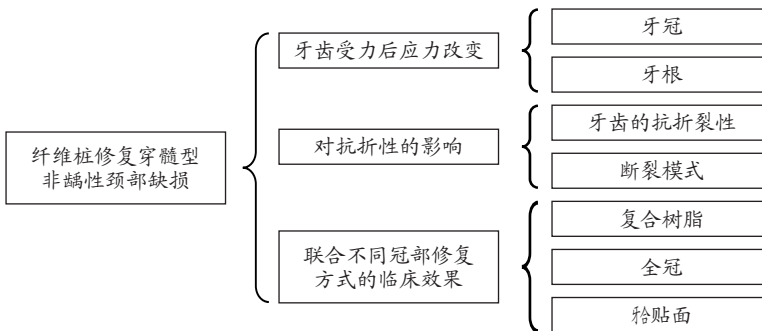 纤维桩修复穿髓型
非龋性颈部缺损
牙齿受力后应力改变
牙冠
牙根
对抗折性的影响
牙齿的抗折裂性
断裂模式
联合不同冠部修复
方式的临床效果
复合树脂
全冠
𬌗贴面